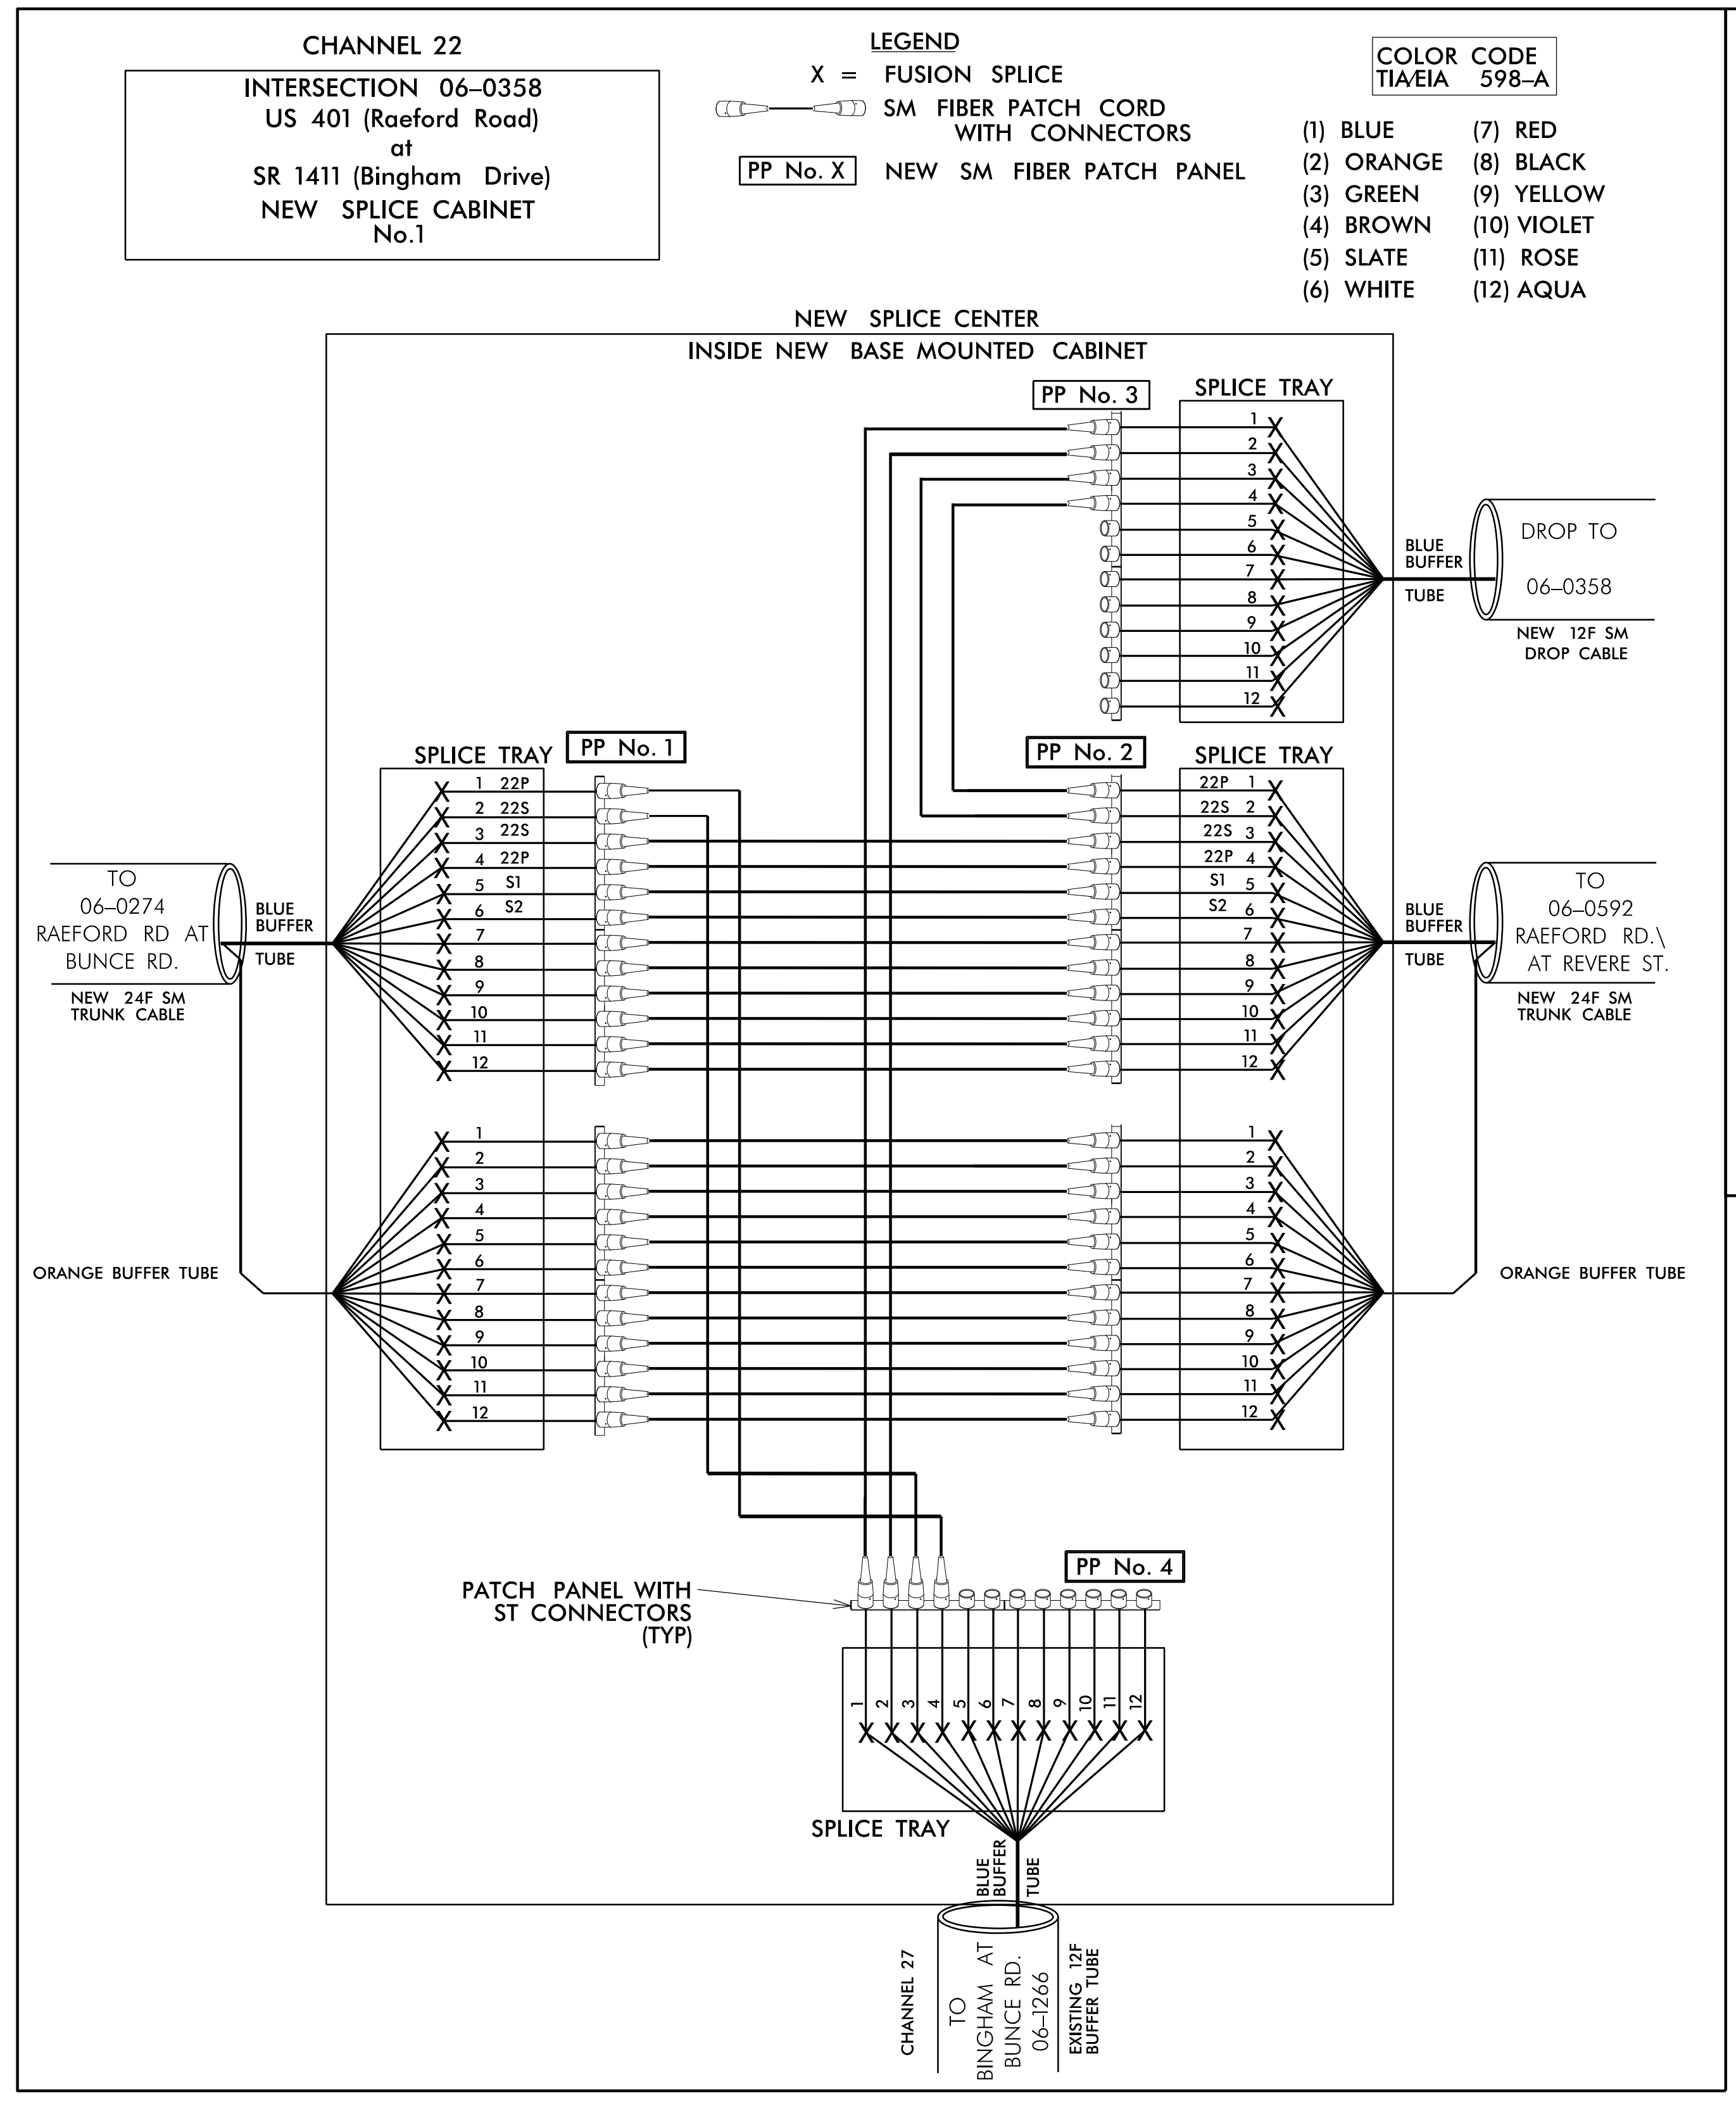 CHANNEL 22
INTERSECTION 06–0358
US 401 (Raeford Road)
at
SR 1411 (Bingham Drive)
NEW SPLICE CABINET
No.1
LEGEND
X = FUSION SPLICE
SM FIBER PATCH CORD
WITH CONNECTORS
PP No. X NEW SM FIBER PATCH PANEL
COLOR CODE
TIA/EIA 598–A
(1) BLUE (7) RED
(2) ORANGE (8) BLACK
(3) GREEN (9) YELLOW
(4) BROWN (10) VIOLET
(5) SLATE (11) ROSE
(6) WHITE (12) AQUA
NEW SPLICE CENTER
INSIDE NEW BASE MOUNTED CABINET
PP No. 3
SPLICE TRAY
1
2
3
4
5
6
7
8
9
10
11
12
BLUE
BUFFER
TUBE
DROP TO
06–0358
NEW 12F SM
DROP CABLE
SPLICE TRAY
PP No. 1
1 22P
2 22S
3 22S
4 22P
5 S1
6 S2
7
8
9
10
11
12
TO
06–0274
RAEFORD RD AT
BUNCE RD.
NEW 24F SM
TRUNK CABLE
BLUE
BUFFER
TUBE
PP No. 2
SPLICE TRAY
22P 1
22S 2
22S 3
22P 4
S1 5
S2 6
7
8
9
10
11
12
BLUE
BUFFER
TUBE
TO
06–0592
RAEFORD RD.\
AT REVERE ST.
NEW 24F SM
TRUNK CABLE
1
2
3
4
5
6
7
8
9
10
11
12
ORANGE BUFFER TUBE
1
2
3
4
5
6
7
8
9
10
11
12
ORANGE BUFFER TUBE
PP No. 4
PATCH PANEL WITH
ST CONNECTORS
(TYP)
1 2 3 4 5 6 7 8 9 10 11 12
SPLICE TRAY
BLUE
BUFFER
TUBE
CHANNEL 27
TO
BINGHAM AT
BUNCE RD.
06–1266
EXISTING 12F
BUFFER TUBE